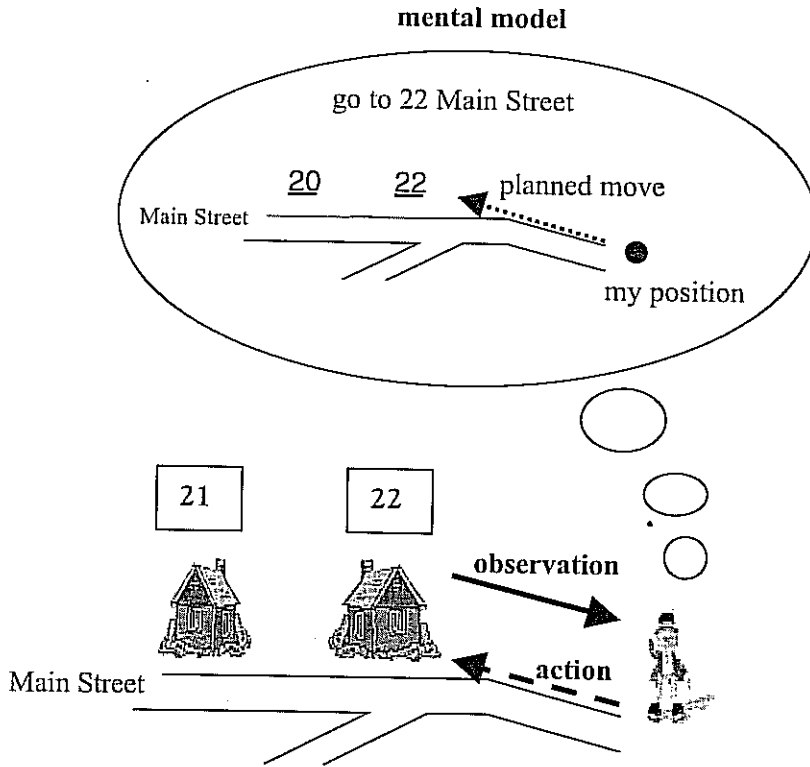 mental model
go to 22 Main Street
20 22 planned move
Main Street
my position
21 22
observation
action
Main Street